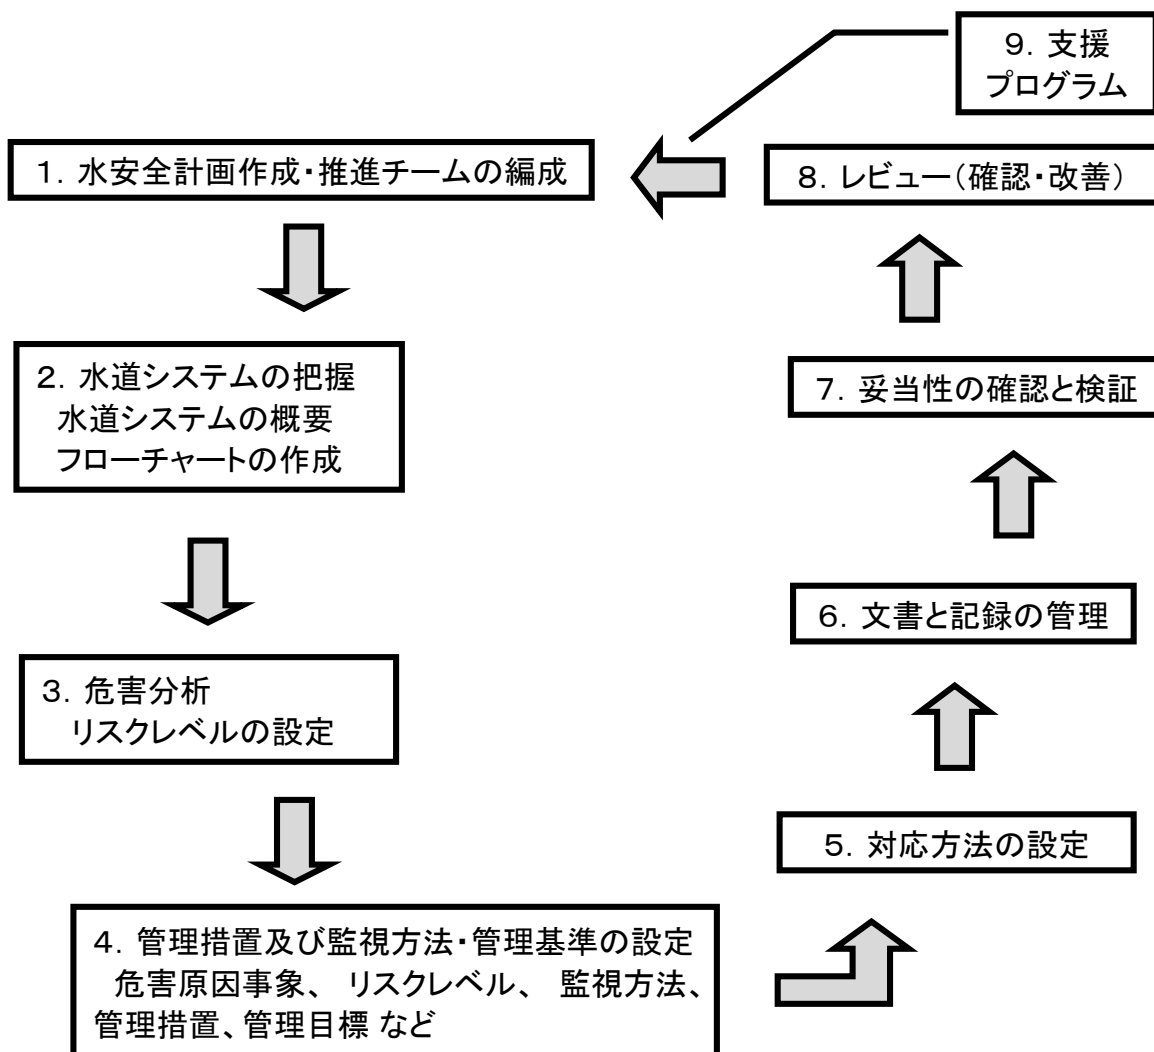 9．支援
プログラム
1．水安全計画作成・推進チームの編成
8．レビュー（確認・改善）
2．水道システムの把握
水道システムの概要
フローチャートの作成
7．妥当性の確認と検証
6．文書と記録の管理
3．危害分析
リスクレベルの設定
5．対応方法の設定
4．管理措置及び監視方法・管理基準の設定
危害原因事象、 リスクレベル、 監視方法、
管理措置、管理目標 など